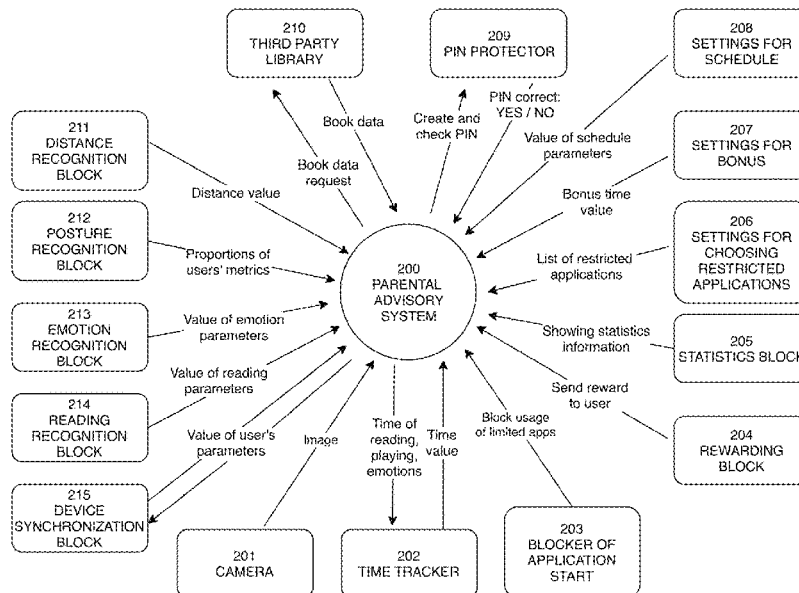 210
THIRD PARTY
LIBRARY
209
PIN PROTECTOR
208
SETTINGS FOR
SCHEDULE
207
SETTINGS FOR
BONUS
206
SETTINGS FOR
CHOOSING
RESTRICTED
APPLICATIONS
205
STATISTICS BLOCK
204
REWARDING
BLOCK
203
BLOCKER OF
APPLICATION
START
202
TIME TRACKER
201
CAMERA
215
DEVICE
SYNCHRONIZATION
BLOCK
214
READING
RECOGNITION
BLOCK
213
EMOTION
RECOGNITION
BLOCK
212
POSTURE
RECOGNITION
BLOCK
211
DISTANCE
RECOGNITION
BLOCK
200
PARENTAL
ADVISORY
SYSTEM
Book data
Book data
request
Create and
check PIN
PIN correct:
YES / NO
Value of schedule
parameters
Bonus time
value
List of restricted
applications
Showing statistics
information
Send reward
to user
Block usage
of limited apps
Time
value
Time of
reading,
playing,
emotions
Image
Value of user's
parameters
Value of reading
parameters
Value of emotion
parameters
Proportions of
users' metrics
Distance value